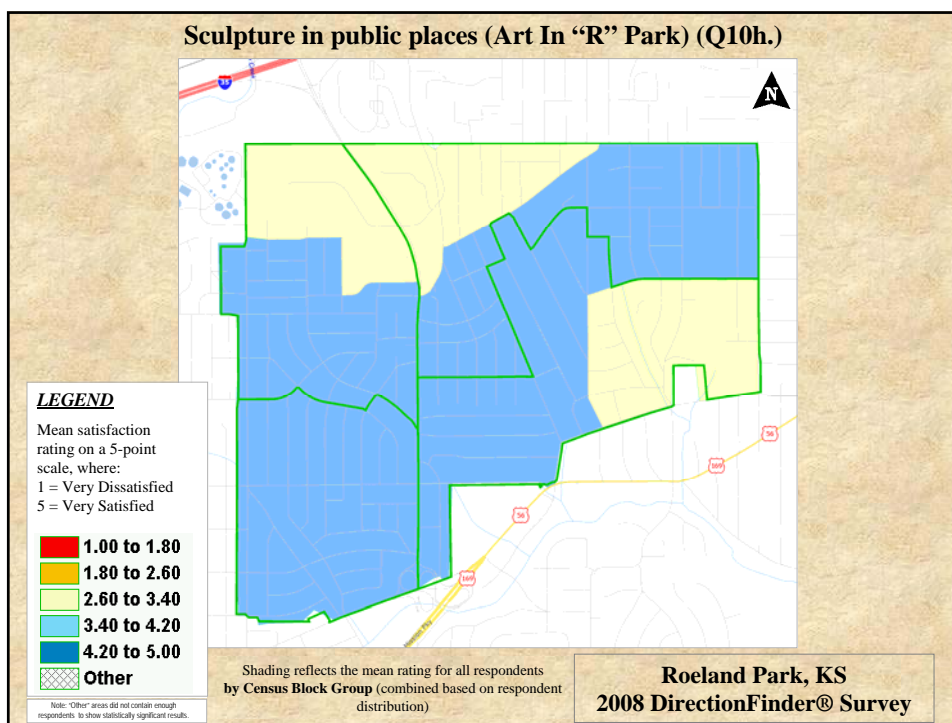 Sculpture in public places (Art In “R” Park) (Q10h.)
35
N
LEGEND
Mean satisfaction
rating on a 5-point
scale, where:
1 = Very Dissatisfied
5 = Very Satisfied
1.00 to 1.80
1.80 to 2.60
2.60 to 3.40
3.40 to 4.20
4.20 to 5.00
Other
Note: “Other” areas did not contain enough
respondents to show statistically significant results.
56
169
56
169
Pky
Shading reflects the mean rating for all respondents
by Census Block Group (combined based on respondent
distribution)
Roeland Park, KS
2008 DirectionFinder® Survey